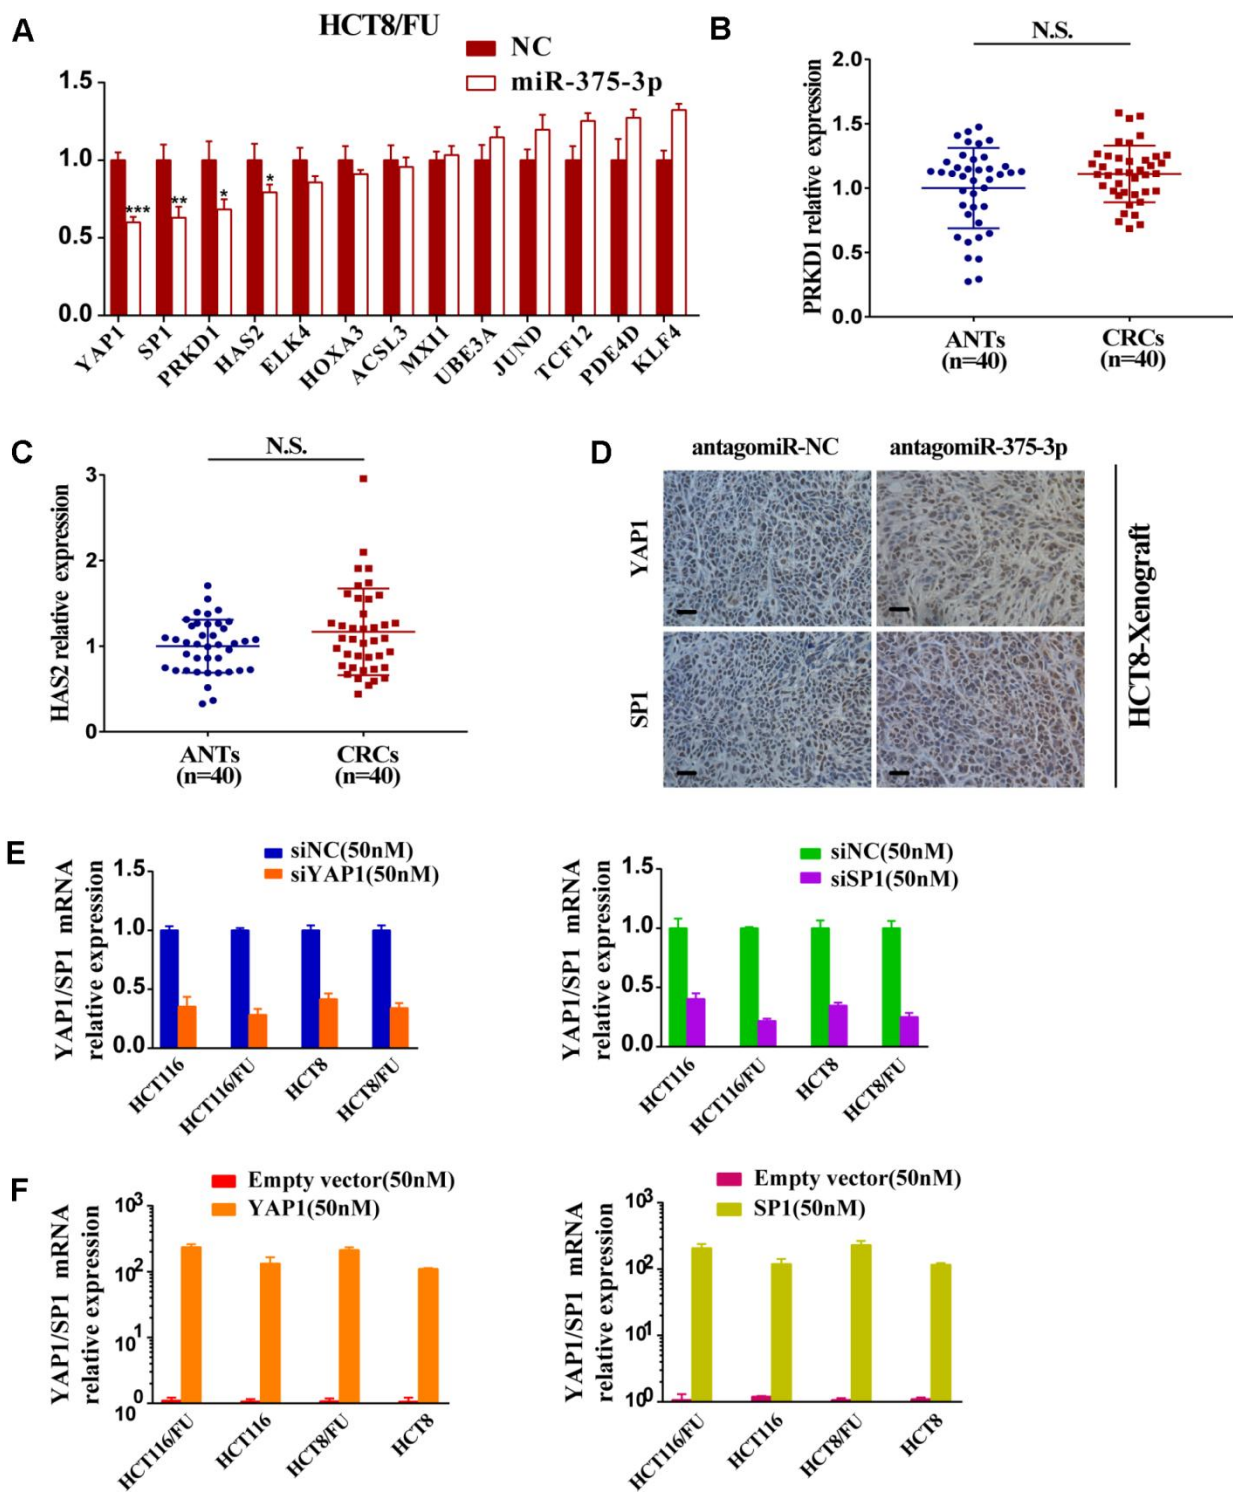 A
HCT8/FU
NC
miR-375-3p
1.5
1.0
0.5
0.0
***
**
*
*
YAP1
SP1
PRKD1
HAS2
ELK4
HOXA3
ACSL3
MXI1
UBE3A
JUND
TCF12
PDE4D
KLF4
B
N.S.
PRKD1 relative expression
2.0
1.5
1.0
0.5
0.0
ANTs
(n=40)
CRCs
(n=40)
C
N.S.
HAS2 relative expression
3
2
1
0
ANTs
(n=40)
CRCs
(n=40)
D
antagomiR-NC
antagomiR-375-3p
YAP1
SP1
HCT8-Xenograft
E
siNC(50nM)
siYAP1(50nM)
YAP1/SP1 mRNA
relative expression
1.5
1.0
0.5
0.0
HCT116
HCT116/FU
HCT8
HCT8/FU
siNC(50nM)
siSP1(50nM)
YAP1/SP1 mRNA
relative expression
1.5
1.0
0.5
0.0
HCT116
HCT116/FU
HCT8
HCT8/FU
F
Empty vector(50nM)
YAP1(50nM)
YAP1/SP1 mRNA
relative expression
10³
10²
10¹
10⁰
HCT116/FU
HCT116
HCT8/FU
HCT8
Empty vector(50nM)
SP1(50nM)
YAP1/SP1 mRNA
relative expression
10³
10²
10¹
10⁰
HCT116/FU
HCT116
HCT8/FU
HCT8